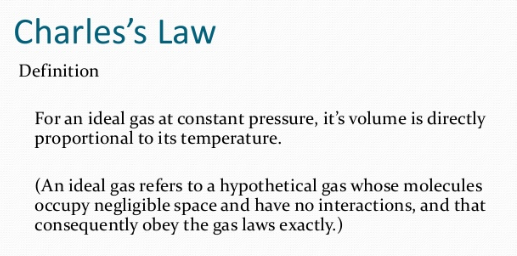 Charles’s Law
Definition
For an ideal gas at constant pressure, it’s volume is directly
proportional to its temperature.
(An ideal gas refers to a hypothetical gas whose molecules
occupy negligible space and have no interactions, and that
consequently obey the gas laws exactly.)